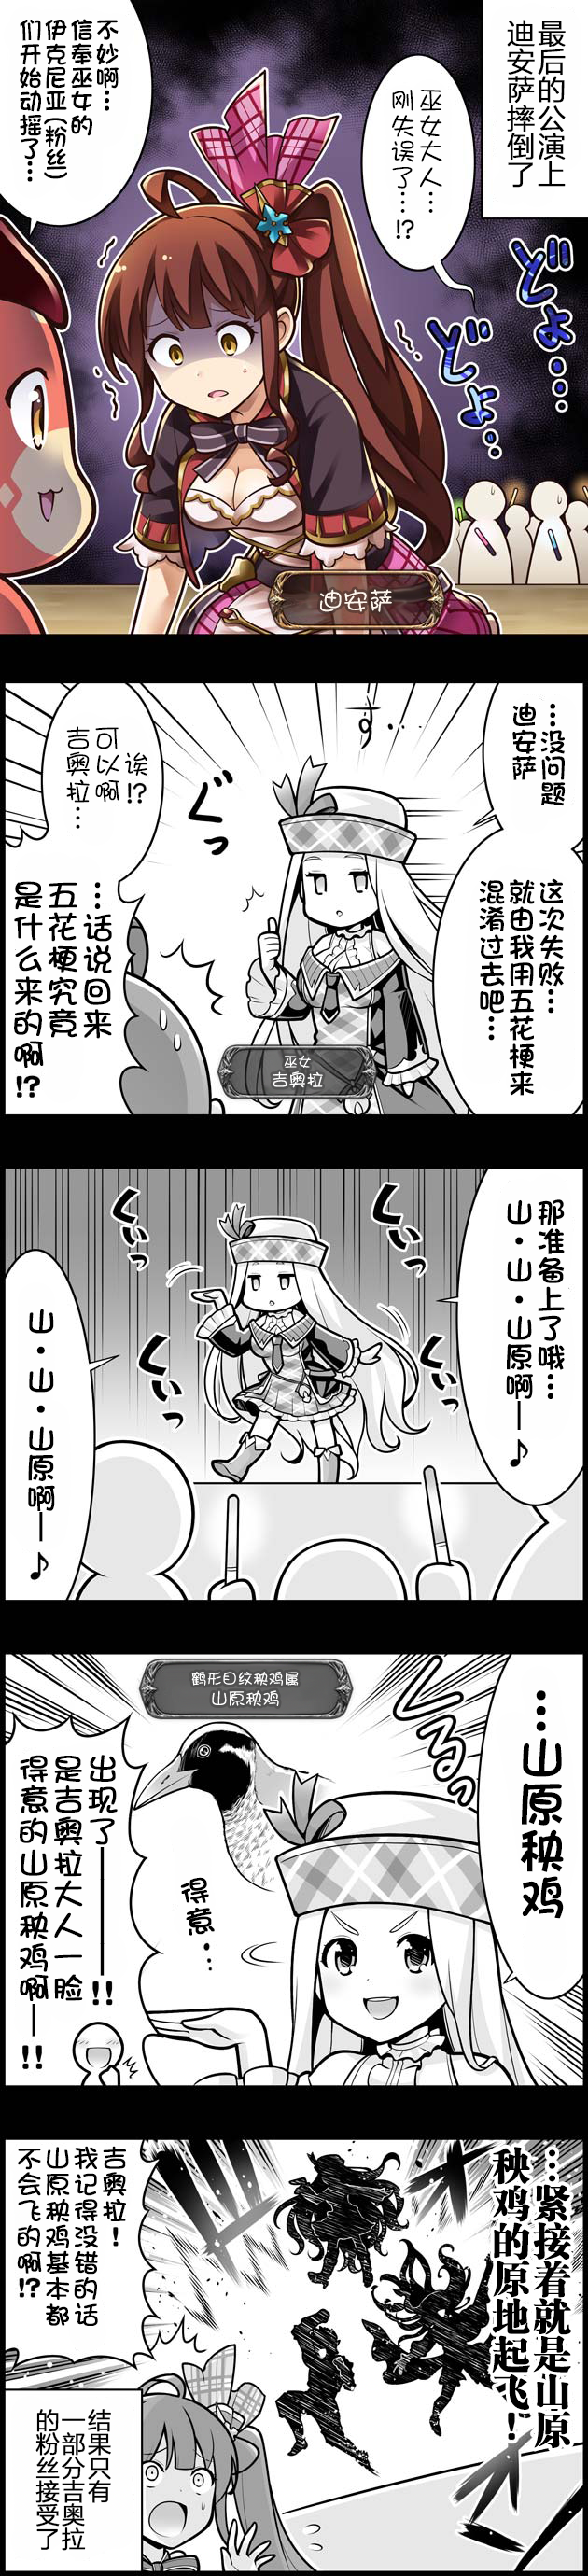 最后的公演上
迪安萨摔倒了
巫女大人…
刚失误了…!?
不妙啊…
信奉巫女的
伊克尼亚(粉丝)
们开始动摇了…
どよ…
どよ…
迪安萨
…没问题
迪安萨
这次失败…
就由我用五花梗来
混淆过去吧…
す…
ぐっ
诶!?
可以啊
吉奥拉…
…话说回来
五花梗究竟
是什么来的啊!?
巫女
吉奥拉
那准备上了哦…
山·山·山原啊—♪
くいっ
くいっ
くいっ
くいっ
山·山·山原啊—♪
…山原秧鸡
くるっ
鹤形目纹秧鸡属
山原秧鸡
得意…
出现了——!!
是吉奥拉大人一脸
得意的山原秧鸡啊—!!
…紧接着就是山原
秧鸡的原地起飞!
吉奥拉!
我记得没错的话
山原秧鸡基本都
不会飞的啊!?
结果只有
一部分吉奥拉
的粉丝接受了